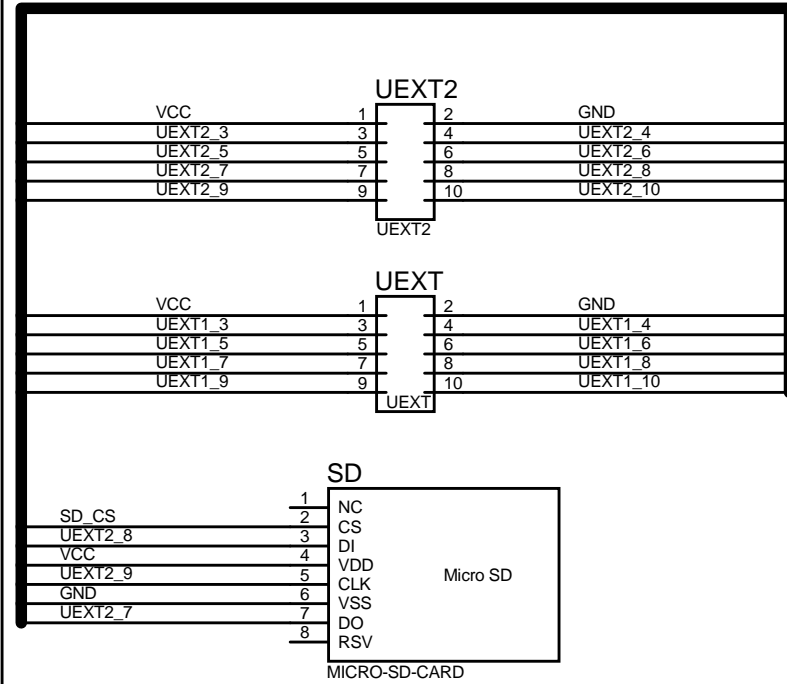 UEXT2
VCC 1 2 GND
UEXT2_3 3 4 UEXT2_4
UEXT2_5 5 6 UEXT2_6
UEXT2_7 7 8 UEXT2_8
UEXT2_9 9 10 UEXT2_10
UEXT2
UEXT
VCC 1 2 GND
UEXT1_3 3 4 UEXT1_4
UEXT1_5 5 6 UEXT1_6
UEXT1_7 7 8 UEXT1_8
UEXT1_9 9 10 UEXT1_10
UEXT
SD
1 NC
SD_CS 2 CS
UEXT2_8 3 DI
VCC 4 VDD
UEXT2_9 5 CLK Micro SD
GND 6 VSS
UEXT2_7 7 DO
8 RSV
MICRO-SD-CARD